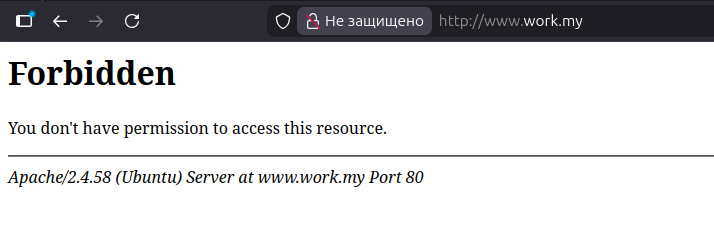 Не защищено http://www.work.my
Forbidden
You don't have permission to access this resource.
Apache/2.4.58 (Ubuntu) Server at www.work.my Port 80